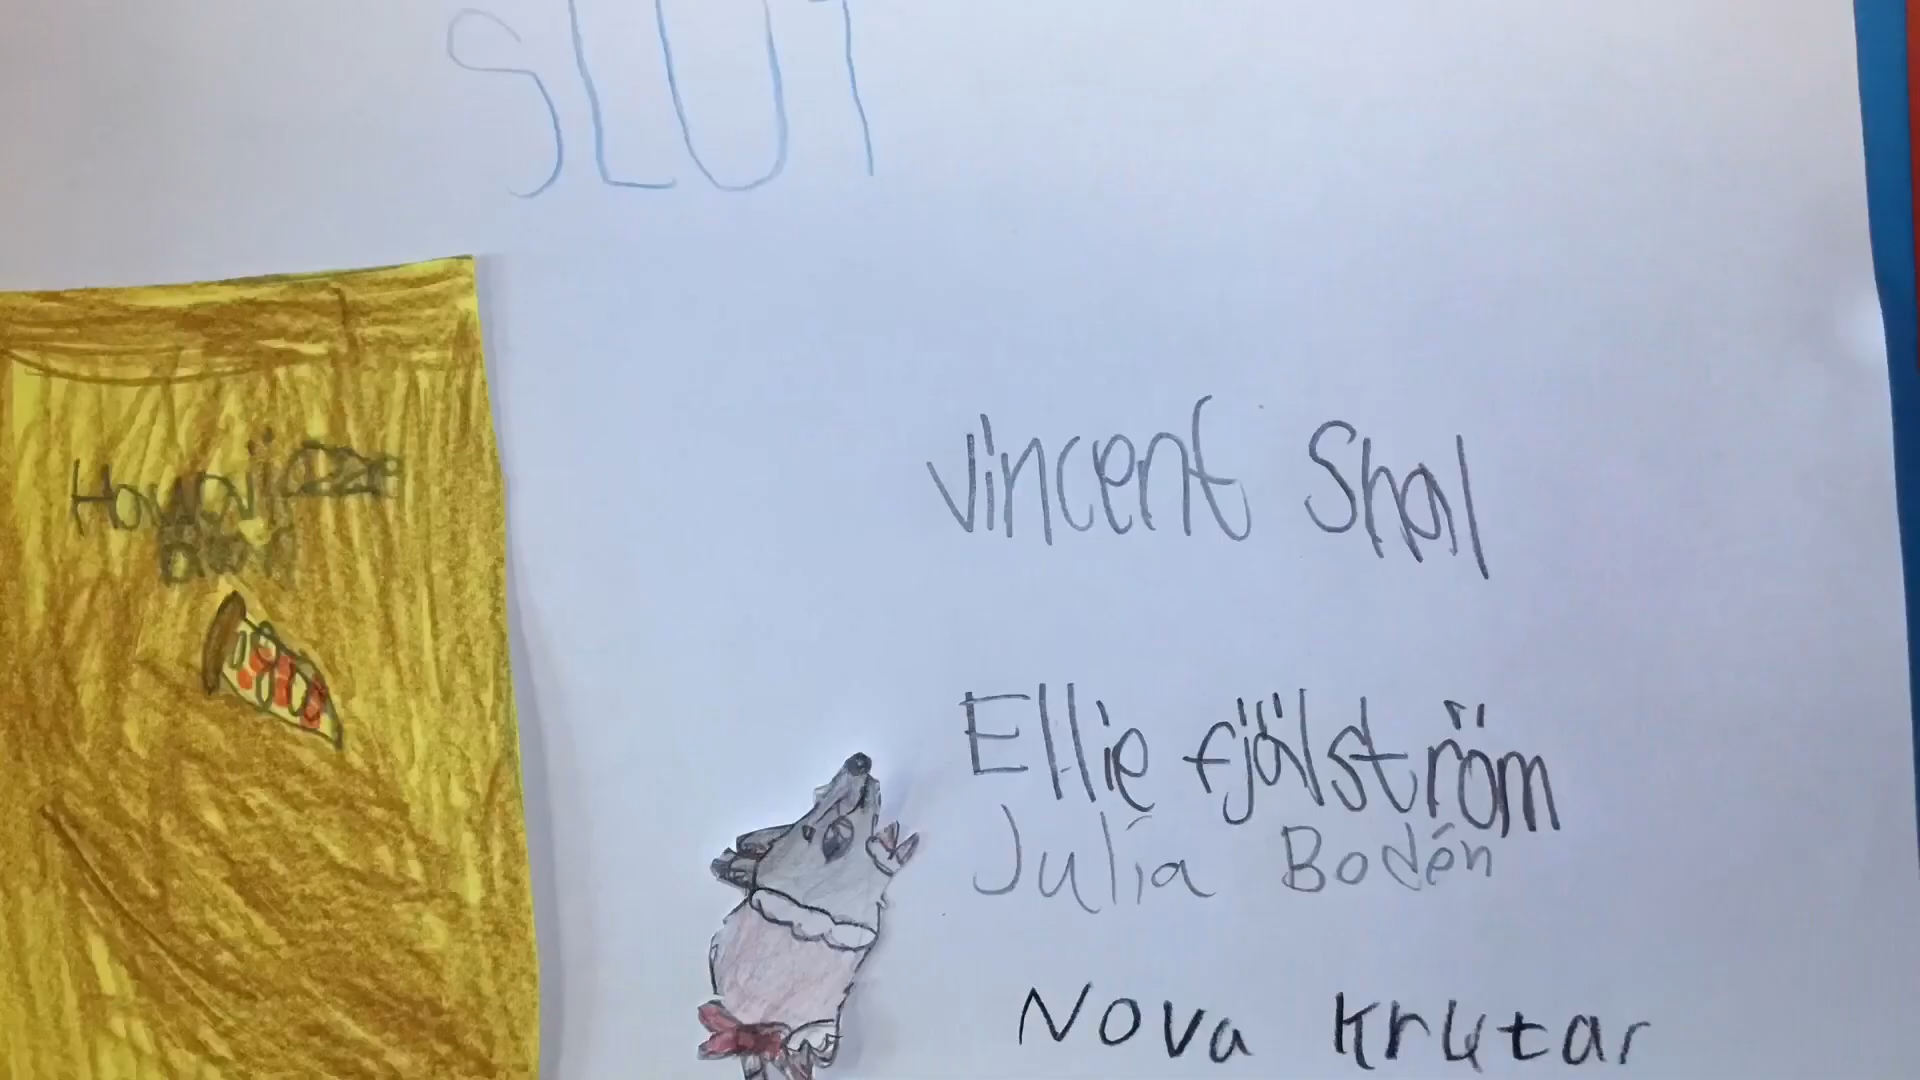 SLUT
Vincent Shal
Ellie fjälström
Julia Bodén
Nova Krutar